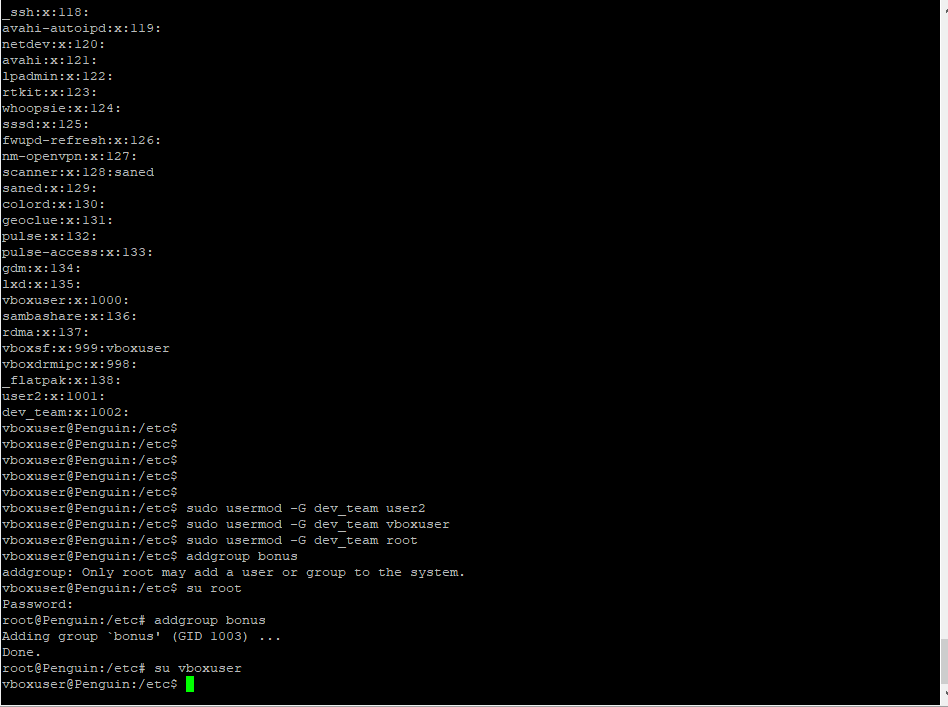 _ssh:x:118:
avahi-autoipd:x:119:
netdev:x:120:
avahi:x:121:
lpadmin:x:122:
rtkit:x:123:
whoopsie:x:124:
sssd:x:125:
fwupd-refresh:x:126:
nm-openvpn:x:127:
scanner:x:128:saned
saned:x:129:
colord:x:130:
geoclue:x:131:
pulse:x:132:
pulse-access:x:133:
gdm:x:134:
lxd:x:135:
vboxuser:x:1000:
sambashare:x:136:
rdma:x:137:
vboxsf:x:999:vboxuser
vboxdrmipc:x:998:
_flatpak:x:138:
user2:x:1001:
dev_team:x:1002:
vboxuser@Penguin:/etc$
vboxuser@Penguin:/etc$
vboxuser@Penguin:/etc$
vboxuser@Penguin:/etc$
vboxuser@Penguin:/etc$
vboxuser@Penguin:/etc$ sudo usermod -G dev_team user2
vboxuser@Penguin:/etc$ sudo usermod -G dev_team vboxuser
vboxuser@Penguin:/etc$ sudo usermod -G dev_team root
vboxuser@Penguin:/etc$ addgroup bonus
addgroup: Only root may add a user or group to the system.
vboxuser@Penguin:/etc$ su root
Password:
root@Penguin:/etc# addgroup bonus
Adding group `bonus' (GID 1003) ...
Done.
root@Penguin:/etc# su vboxuser
vboxuser@Penguin:/etc$